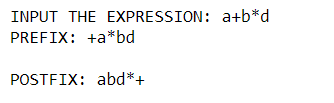 INPUT THE EXPRESSION: a+b*d
PREFIX: +a*bd
POSTFIX: abd*+